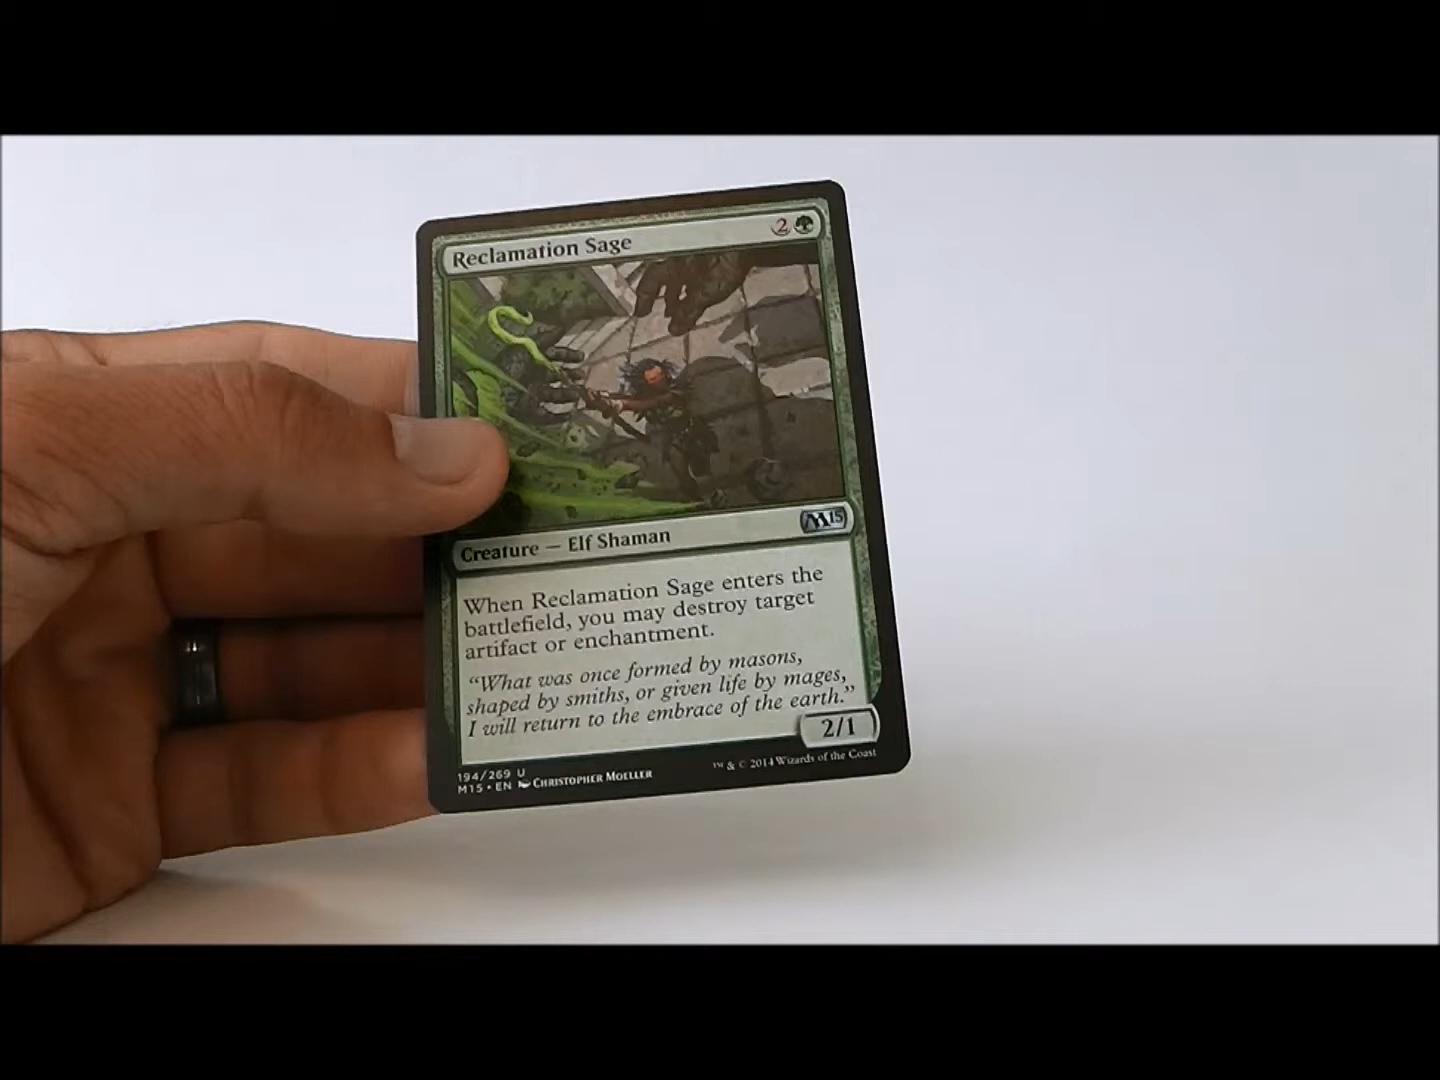 Reclamation Sage 2
Creature — Elf Shaman M15
When Reclamation Sage enters the
battlefield, you may destroy target
artifact or enchantment.
“What was once formed by masons,
shaped by smiths, or given life by mages,
I will return to the embrace of the earth.”
2/1
194/269 U
M15 • EN CHRISTOPHER MOELLER
™ & © 2014 Wizards of the Coast